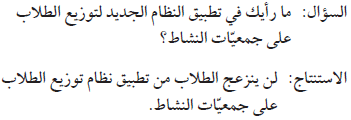 السؤال: ما رأيك في تطبيق النظام الجديد لتوزيع الطلاب
على جمعيّات النشاط؟
الاستنتاج: لن ينزعج الطلاب من تطبيق نظام توزيع الطلاب
على جمعيّات النشاط.